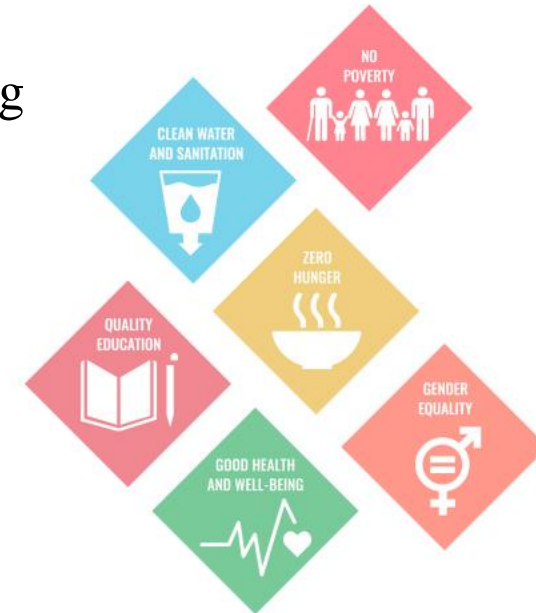 g
NO
POVERTY
CLEAN WATER
AND SANITATION
ZERO
HUNGER
QUALITY
EDUCATION
GENDER
EQUALITY
GOOD HEALTH
AND WELL-BEING